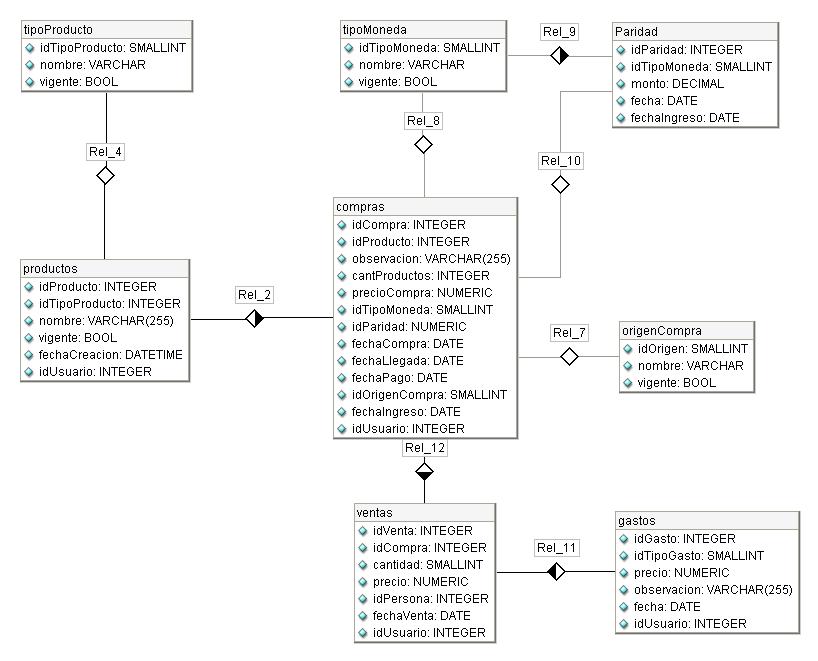 tipoProducto
idTipoProducto: SMALLINT
nombre: VARCHAR
vigente: BOOL
tipoMoneda
idTipoMoneda: SMALLINT
nombre: VARCHAR
vigente: BOOL
Rel_9
Paridad
idParidad: INTEGER
idTipoMoneda: SMALLINT
monto: DECIMAL
fecha: DATE
fechaIngreso: DATE
Rel_4
Rel_8
Rel_10
compras
idCompra: INTEGER
idProducto: INTEGER
observacion: VARCHAR(255)
cantProductos: INTEGER
precioCompra: NUMERIC
idTipoMoneda: SMALLINT
idParidad: NUMERIC
fechaCompra: DATE
fechaLlegada: DATE
fechaPago: DATE
idOrigenCompra: SMALLINT
fechaIngreso: DATE
idUsuario: INTEGER
productos
idProducto: INTEGER
idTipoProducto: INTEGER
nombre: VARCHAR(255)
vigente: BOOL
fechaCreacion: DATETIME
idUsuario: INTEGER
Rel_2
Rel_7
origenCompra
idOrigen: SMALLINT
nombre: VARCHAR
vigente: BOOL
Rel_12
ventas
idVenta: INTEGER
idCompra: INTEGER
cantidad: SMALLINT
precio: NUMERIC
idPersona: INTEGER
fechaVenta: DATE
idUsuario: INTEGER
Rel_11
gastos
idGasto: INTEGER
idTipoGasto: SMALLINT
precio: NUMERIC
observacion: VARCHAR(255)
fecha: DATE
idUsuario: INTEGER